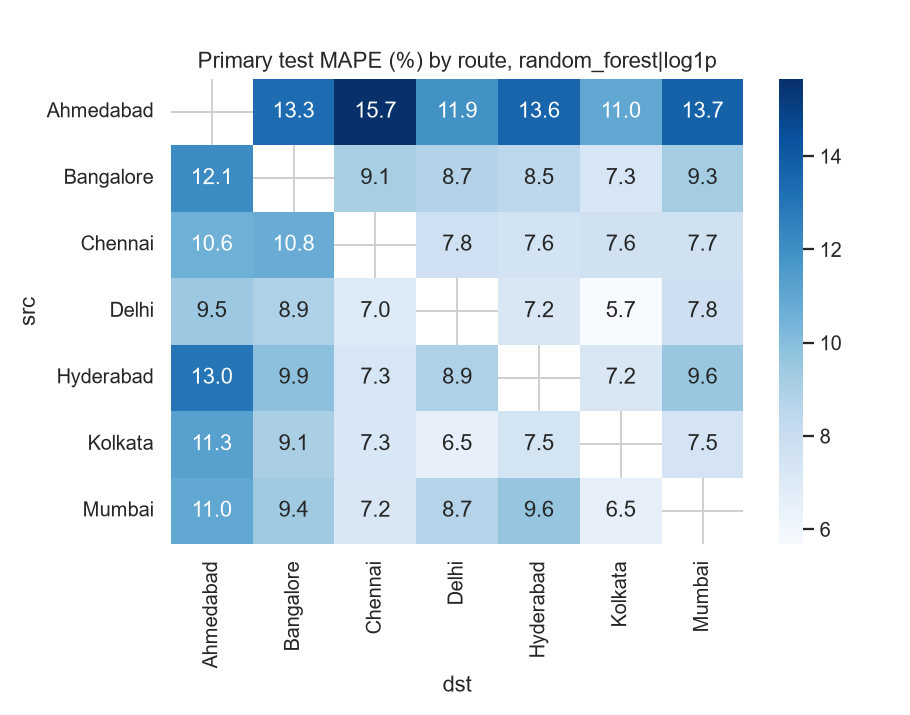 Primary test MAPE (%) by route, random_forest|log1p
Ahmedabad 13.3 15.7 11.9 13.6 11.0 13.7
Bangalore 12.1 9.1 8.7 8.5 7.3 9.3
Chennai 10.6 10.8 7.8 7.6 7.6 7.7
Delhi 9.5 8.9 7.0 7.2 5.7 7.8
Hyderabad 13.0 9.9 7.3 8.9 7.2 9.6
Kolkata 11.3 9.1 7.3 6.5 7.5 7.5
Mumbai 11.0 9.4 7.2 8.7 9.6 6.5
src
Ahmedabad Bangalore Chennai Delhi Hyderabad Kolkata Mumbai
dst
14
12
10
8
6